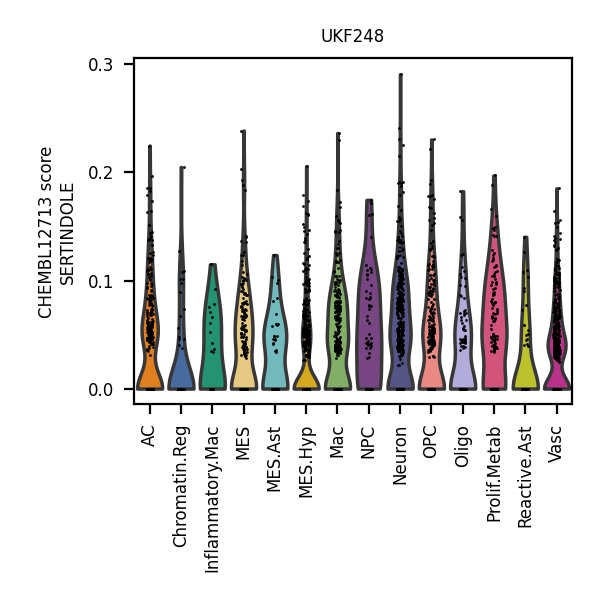 UKF248
CHEMBL12713 score
SERTINDOLE
0.3
0.2
0.1
0.0
AC
Chromatin.Reg
Inflammatory.Mac
MES
MES.Ast
MES.Hyp
Mac
NPC
Neuron
OPC
Oligo
Prolif.Metab
Reactive.Ast
Vasc